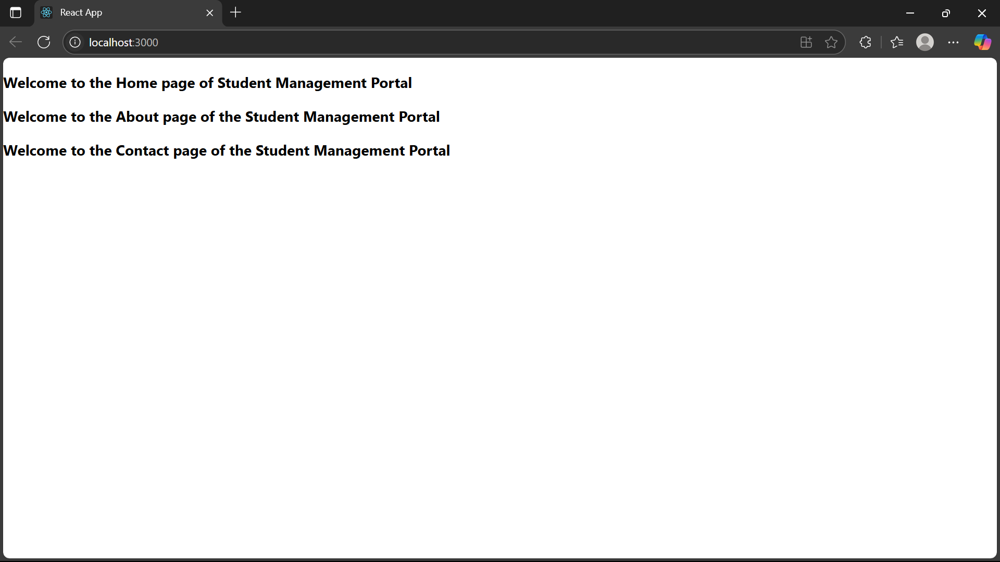 React App
localhost:3000
Welcome to the Home page of Student Management Portal
Welcome to the About page of the Student Management Portal
Welcome to the Contact page of the Student Management Portal